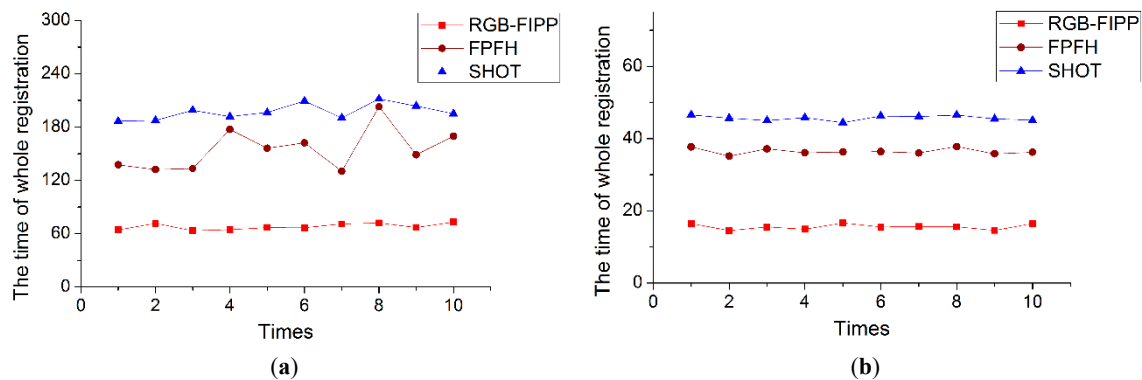 The time of whole registration
300
240
180
120
60
0
0
2
4
6
8
10
Times
RGB-FIPP
FPFH
SHOT
(a)
The time of whole registration
60
40
20
0
0
2
4
6
8
10
Times
RGB-FIPP
FPFH
SHOT
(b)